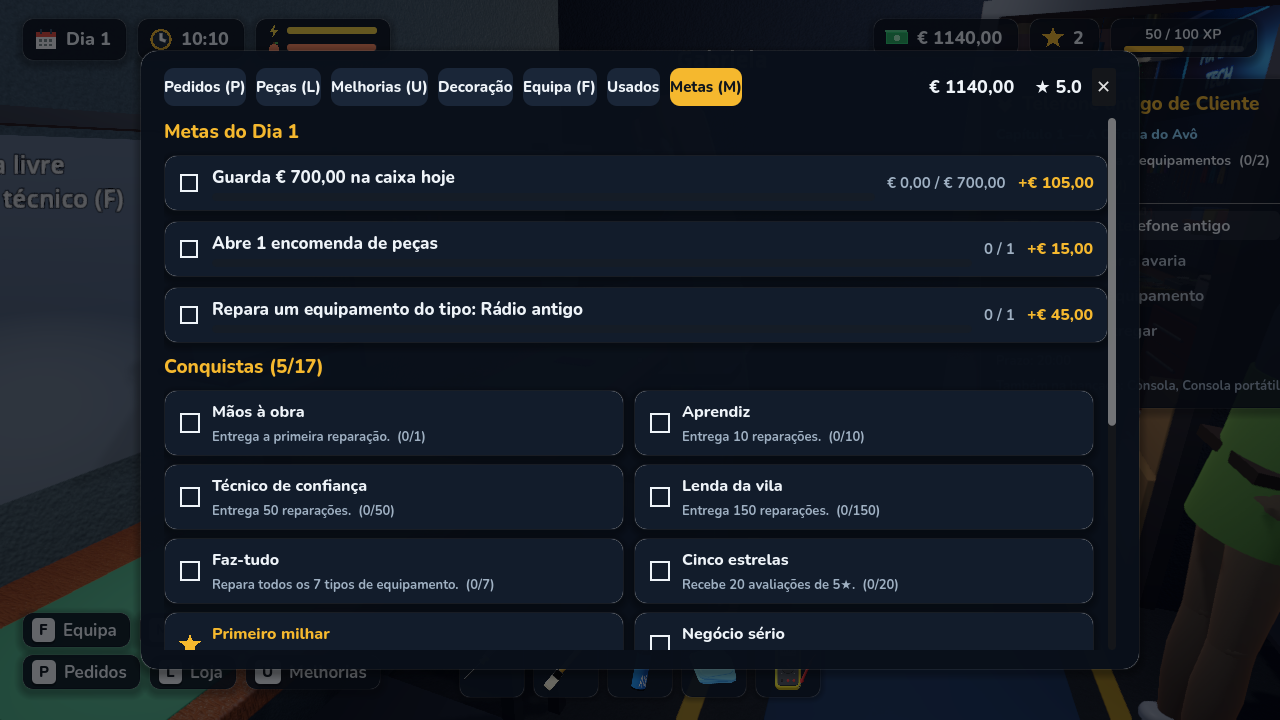 Dia 1
10:10
€ 1140,00
2
50 / 100 XP
Pedidos (P)
Peças (L)
Melhorias (U)
Decoração
Equipa (F)
Usados
Metas (M)
€ 1140,00
★ 5.0
✕
go de Cliente
a do Avô
equipamentos (0/2)
efone antigo
avaria
pamento
gar
onsola, Consola portátil
a livre
técnico (F)
Metas do Dia 1
Guarda € 700,00 na caixa hoje
€ 0,00 / € 700,00 +€ 105,00
Abre 1 encomenda de peças
0 / 1 +€ 15,00
Repara um equipamento do tipo: Rádio antigo
0 / 1 +€ 45,00
Conquistas (5/17)
Mãos à obra
Entrega a primeira reparação. (0/1)
Aprendiz
Entrega 10 reparações. (0/10)
Técnico de confiança
Entrega 50 reparações. (0/50)
Lenda da vila
Entrega 150 reparações. (0/150)
Faz-tudo
Repara todos os 7 tipos de equipamento. (0/7)
Cinco estrelas
Recebe 20 avaliações de 5★. (0/20)
Primeiro milhar
Negócio sério
F Equipa
P Pedidos
L Loja
U Melhorias